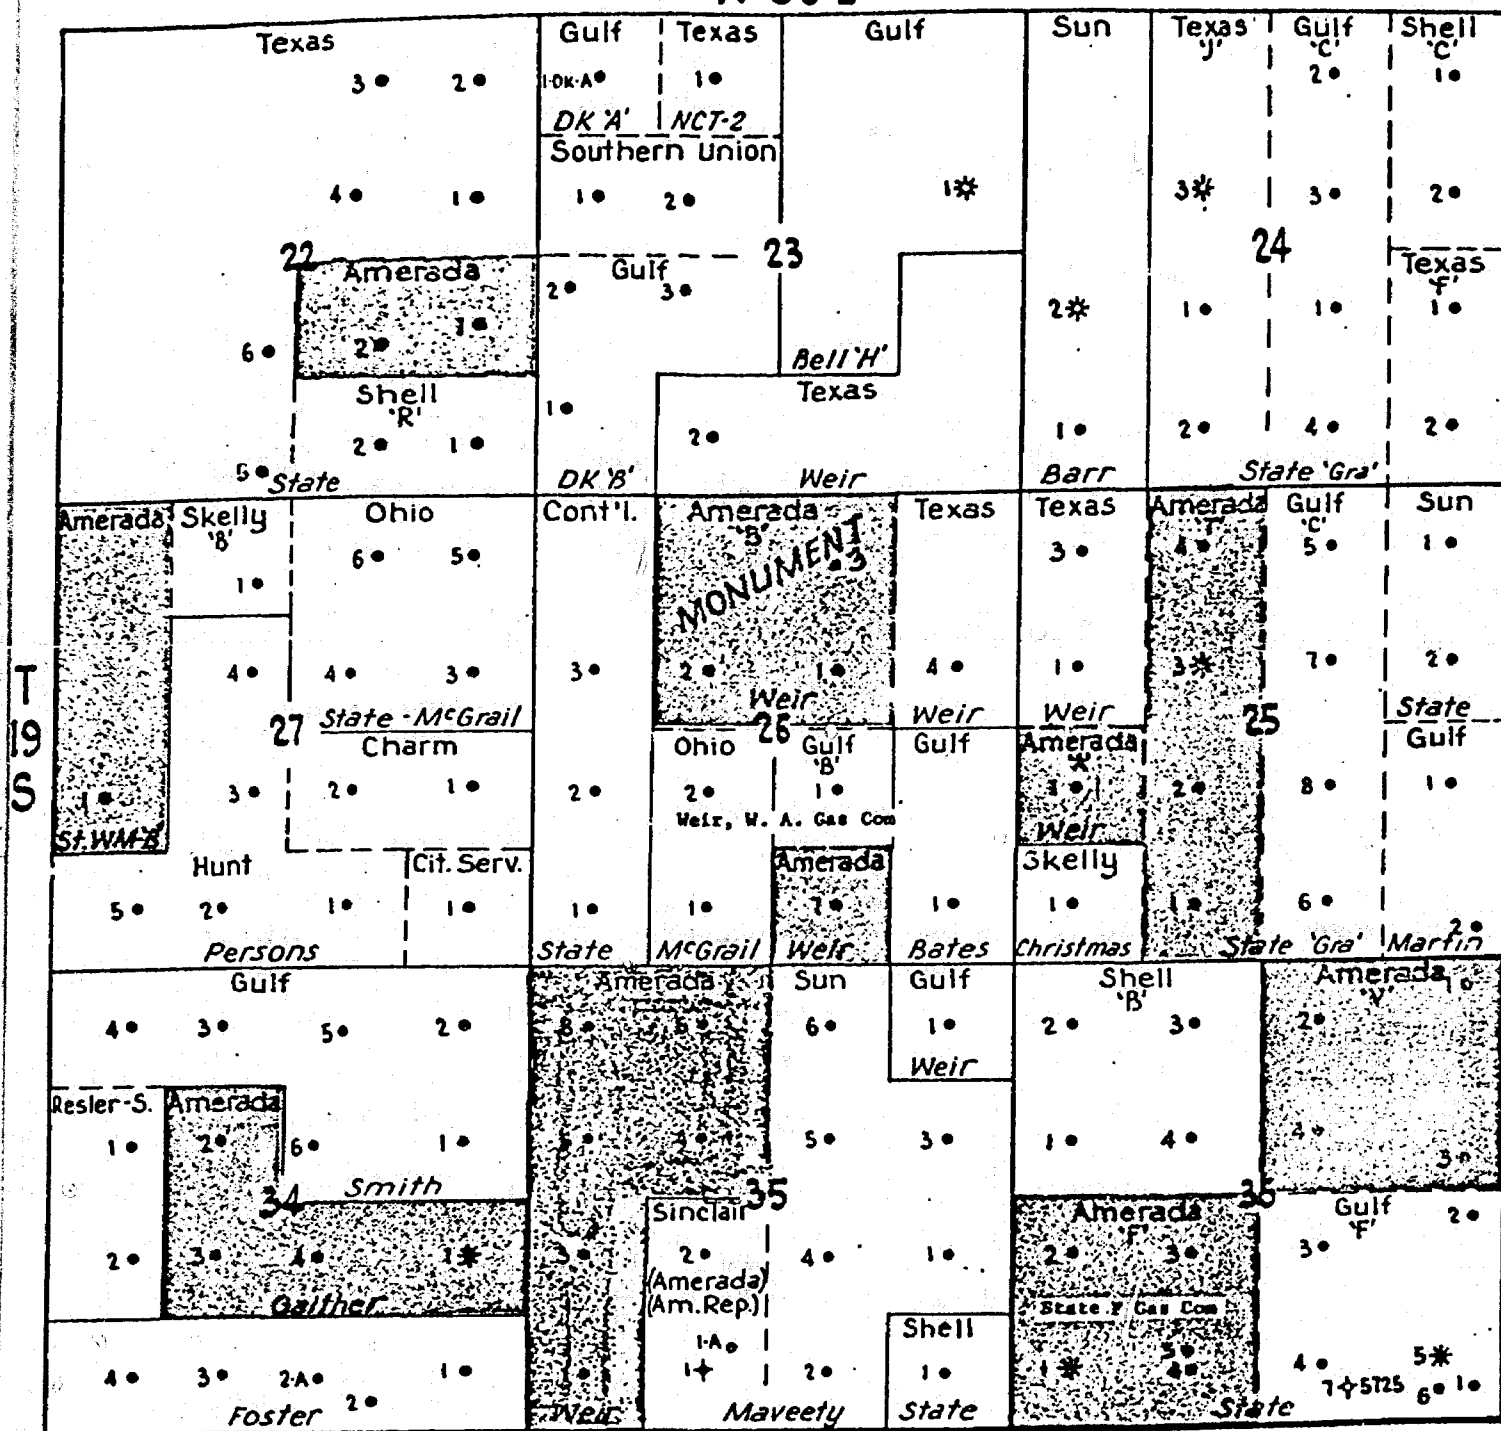 Texas Gulf Texas Gulf Sun Texas Gulf Shell
'J' 'C' 'C'
3 2 1-DK-A 1 2 1
DK 'A' NCT-2
Southern Union
4 1 1 2 1 3 3 2
22 23 24
Amerada Gulf Texas
'F'
2 3
1 2 1 1 1
6 2
Bell 'H'
Shell Texas
'R'
1
2 1 2 1 2 4 2
5 State DK 'B' Weir Barr State 'Gra'
Amerada Skelly Ohio Cont'l. Amerada Texas Texas Amerada Gulf Sun
'B' 'B' 'C'
MONUMENT
6 5 3 3 4 5 1
1
4 4 3 3 2 1 4 1 3 7 2
Weir
T
19
S
27 State-McGrail Weir Weir State
26 25
Charm Ohio Gulf Gulf Amerada Gulf
'B'
1 3 2 1 2 2 1 1 2 8 1
Weir, W. A. Gas Com
St. WM-'B' Weir
Hunt Cit. Serv. Amerada Skelly
5 2 1 1 1 1 7 1 1 1 6
2
Persons State McGrail Weir Bates Christmas State 'Gra' Martin
Gulf Amerada Sun Gulf Shell Amerada
'B' 'V'
1
4 3 5 2 8 6 6 1 2 3 2
Weir
Resler-S. Amerada
1 2 6 1 4 5 3 1 4 4
3
Smith
34 35 36
Sinclair Amerada Gulf
'F' 'F'
2
2 3 4 1 3 2 4 1 2 3 3
(Amerada)
(Am. Rep.)
Gaither
State F Gas Com
Shell
1-A
5
4 3 2-A 1 1 2 1 1 4 4 5
2
7 5725 6 1
Foster Weir Maveety State State